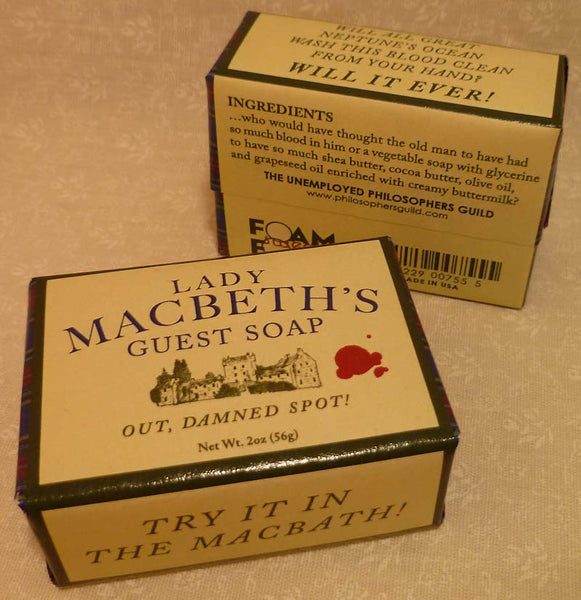 WILL ALL GREAT
NEPTUNE'S OCEAN
WASH THIS BLOOD CLEAN
FROM YOUR HAND?
WILL IT EVER!
INGREDIENTS
...who would have thought the old man to have had
so much blood in him or a vegetable soap with glycerine
to have so much shea butter, cocoa butter, olive oil,
and grapeseed oil enriched with creamy buttermilk?
THE UNEMPLOYED PHILOSOPHERS GUILD
www.philosophersguild.com
FOAM
229 00755 5
MADE IN USA
LADY
MACBETH'S
GUEST SOAP
OUT, DAMNED SPOT!
Net Wt. 2oz (56g)
TRY IT IN
THE MACBATH!